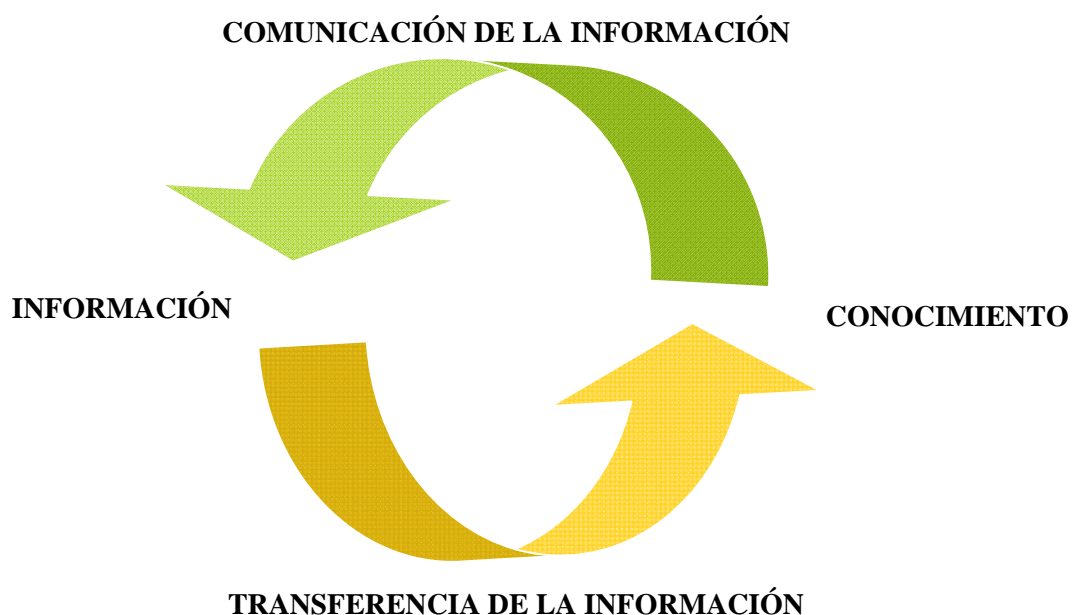 COMUNICACIÓN DE LA INFORMACIÓN
INFORMACIÓN
CONOCIMIENTO
TRANSFERENCIA DE LA INFORMACIÓN